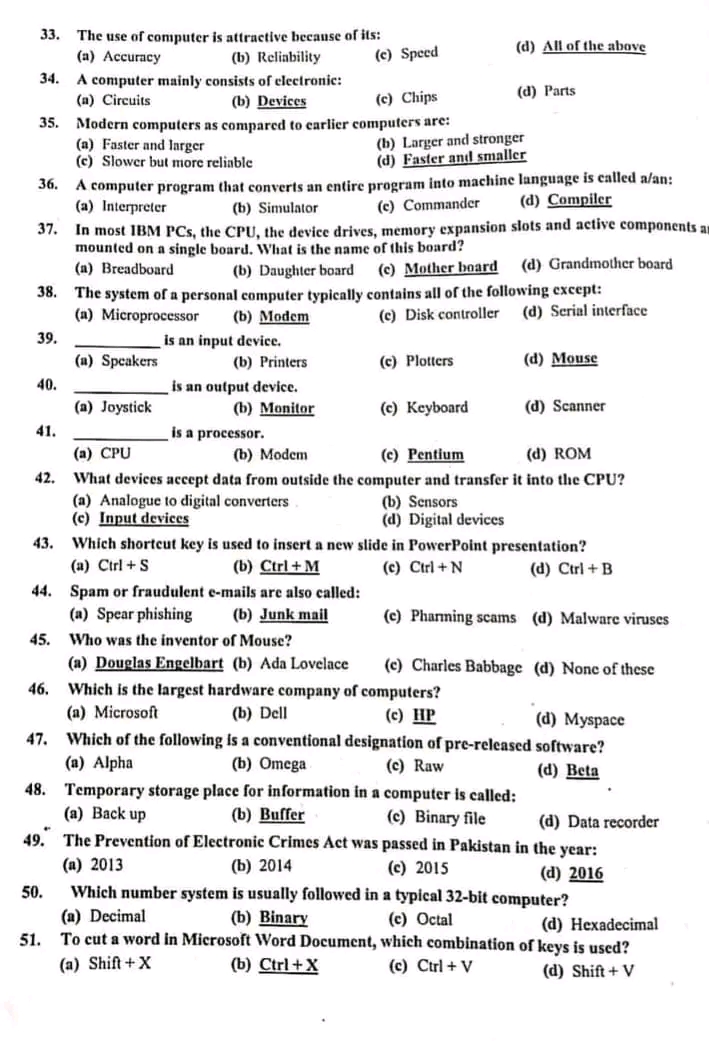 33. The use of computer is attractive because of its:
(a) Accuracy (b) Reliability (c) Speed (d) All of the above
34. A computer mainly consists of electronic:
(a) Circuits (b) Devices (c) Chips (d) Parts
35. Modern computers as compared to earlier computers are:
(a) Faster and larger (b) Larger and stronger
(c) Slower but more reliable (d) Faster and smaller
36. A computer program that converts an entire program into machine language is called a/an:
(a) Interpreter (b) Simulator (c) Commander (d) Compiler
37. In most IBM PCs, the CPU, the device drives, memory expansion slots and active components
mounted on a single board. What is the name of this board?
(a) Breadboard (b) Daughter board (c) Mother board (d) Grandmother board
38. The system of a personal computer typically contains all of the following except:
(a) Microprocessor (b) Modem (c) Disk controller (d) Serial interface
39. __________ is an input device.
(a) Speakers (b) Printers (c) Plotters (d) Mouse
40. __________ is an output device.
(a) Joystick (b) Monitor (c) Keyboard (d) Scanner
41. __________ is a processor.
(a) CPU (b) Modem (c) Pentium (d) ROM
42. What devices accept data from outside the computer and transfer it into the CPU?
(a) Analogue to digital converters (b) Sensors
(c) Input devices (d) Digital devices
43. Which shortcut key is used to insert a new slide in PowerPoint presentation?
(a) Ctrl + S (b) Ctrl + M (c) Ctrl + N (d) Ctrl + B
44. Spam or fraudulent e-mails are also called:
(a) Spear phishing (b) Junk mail (c) Pharming scams (d) Malware viruses
45. Who was the inventor of Mouse?
(a) Douglas Engelbart (b) Ada Lovelace (c) Charles Babbage (d) None of these
46. Which is the largest hardware company of computers?
(a) Microsoft (b) Dell (c) HP (d) Myspace
47. Which of the following is a conventional designation of pre-released software?
(a) Alpha (b) Omega (c) Raw (d) Beta
48. Temporary storage place for information in a computer is called:
(a) Back up (b) Buffer (c) Binary file (d) Data recorder
49. The Prevention of Electronic Crimes Act was passed in Pakistan in the year:
(a) 2013 (b) 2014 (c) 2015 (d) 2016
50. Which number system is usually followed in a typical 32-bit computer?
(a) Decimal (b) Binary (c) Octal (d) Hexadecimal
51. To cut a word in Microsoft Word Document, which combination of keys is used?
(a) Shift + X (b) Ctrl + X (c) Ctrl + V (d) Shift + V